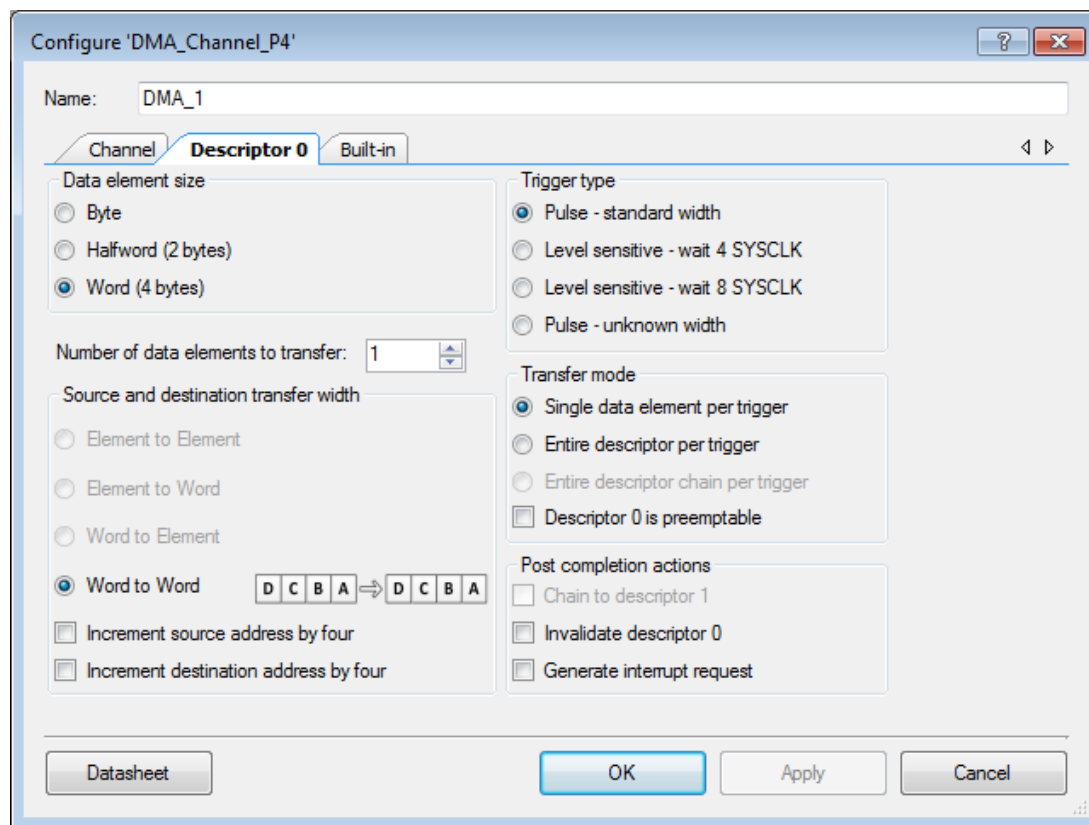 Configure 'DMA_Channel_P4'
?
Name: DMA_1
Channel Descriptor 0 Built-in
Data element size
Byte
Halfword (2 bytes)
Word (4 bytes)
Number of data elements to transfer: 1
Source and destination transfer width
Element to Element
Element to Word
Word to Element
Word to Word D C B A ⇨ D C B A
Increment source address by four
Increment destination address by four
Trigger type
Pulse - standard width
Level sensitive - wait 4 SYSCLK
Level sensitive - wait 8 SYSCLK
Pulse - unknown width
Transfer mode
Single data element per trigger
Entire descriptor per trigger
Entire descriptor chain per trigger
Descriptor 0 is preemptable
Post completion actions
Chain to descriptor 1
Invalidate descriptor 0
Generate interrupt request
Datasheet OK Apply Cancel